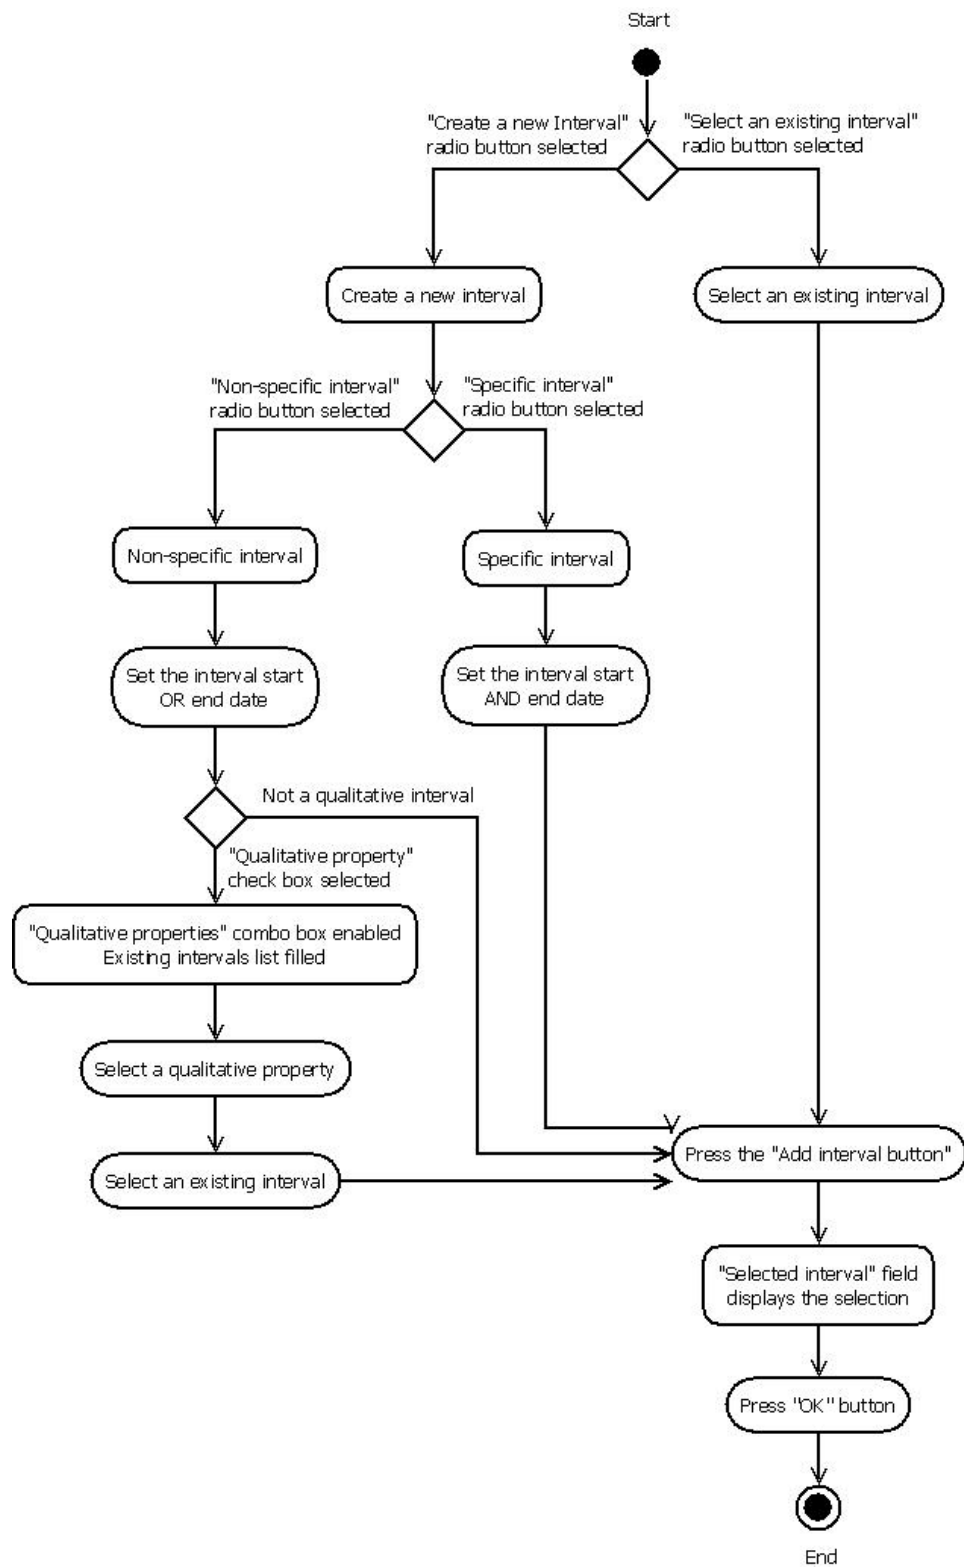 Start
"Create a new Interval"
radio button selected
"Select an existing interval"
radio button selected
Create a new interval
Select an existing interval
"Non-specific interval"
radio button selected
"Specific interval"
radio button selected
Non-specific interval
Specific interval
Set the interval start
OR end date
Set the interval start
AND end date
Not a qualitative interval
"Qualitative property"
check box selected
"Qualitative properties" combo box enabled
Existing intervals list filled
Select a qualitative property
Select an existing interval
Press the "Add interval button"
"Selected interval" field
displays the selection
Press "OK" button
End